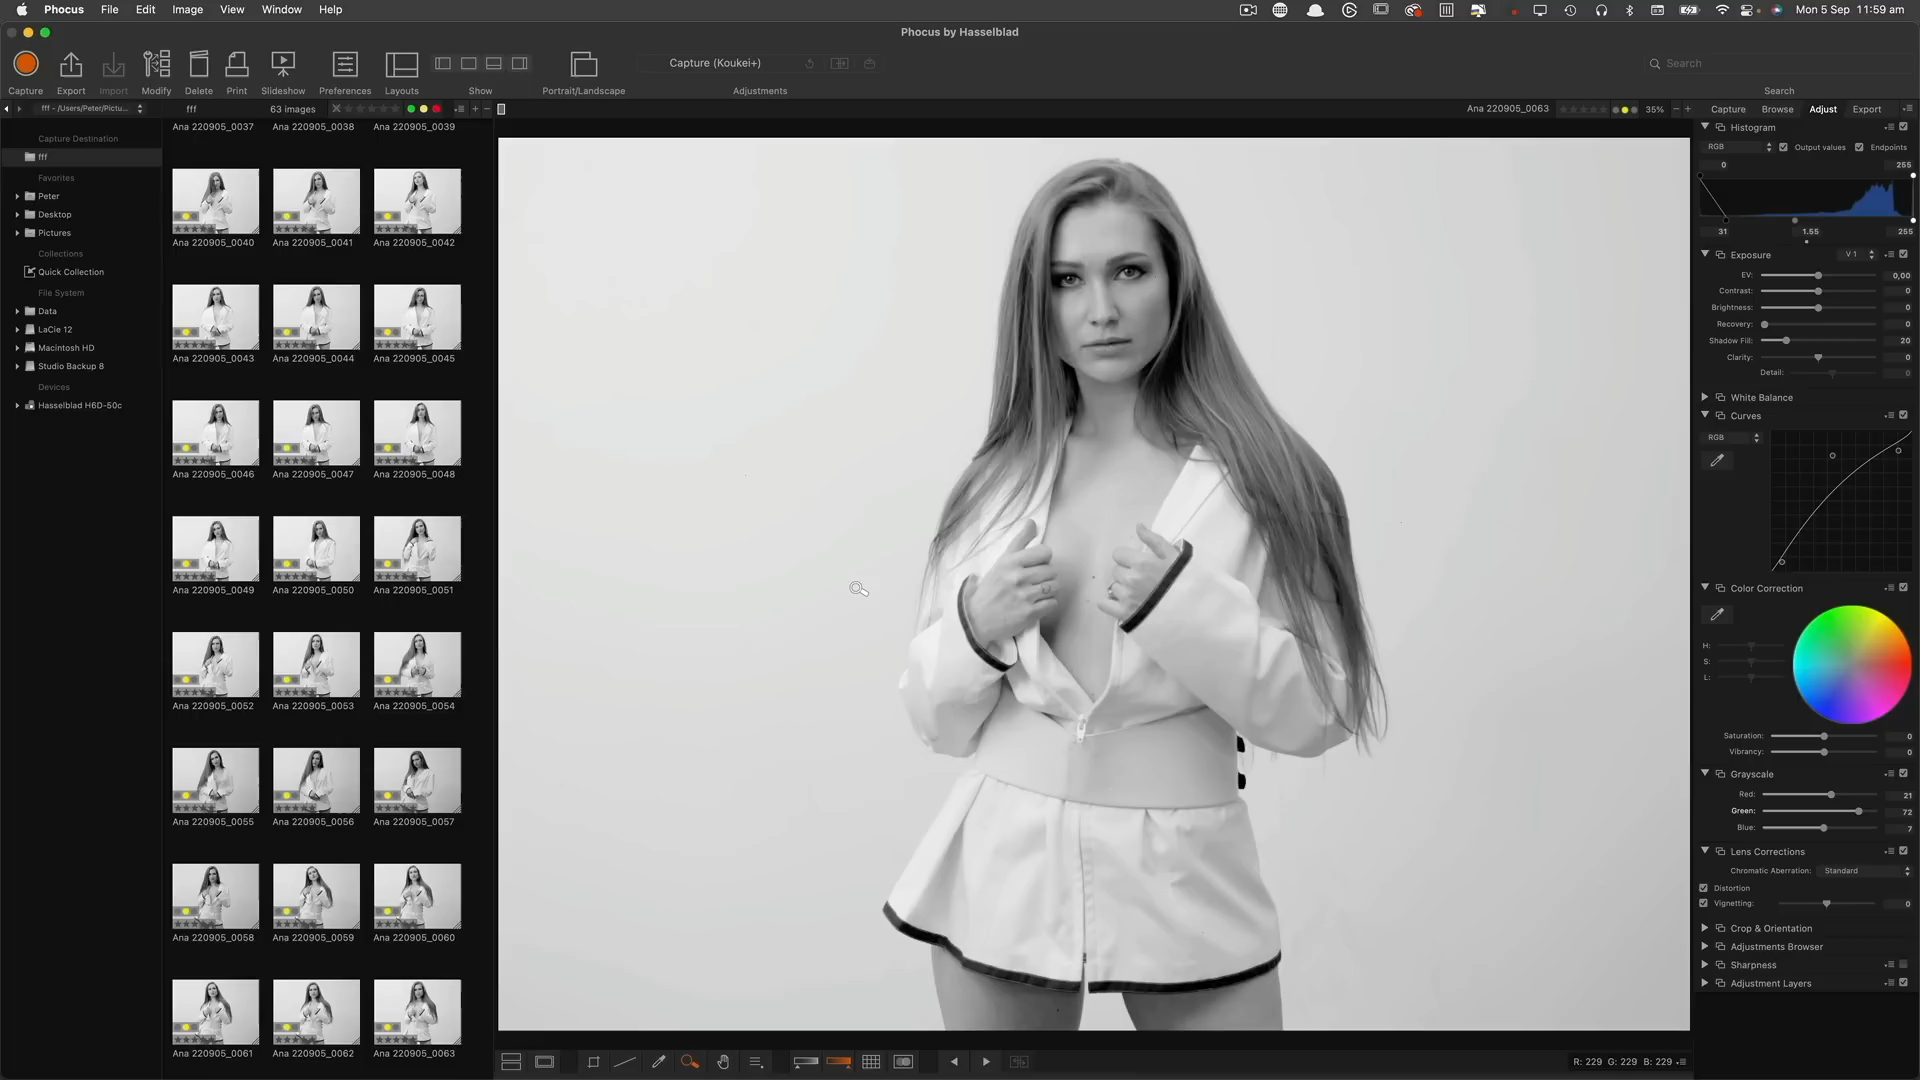 Phocus File Edit Image View Window Help
Mon 5 Sep 11:59 am
Phocus by Hasselblad
Capture (Koukei+)
Search
Capture Export Import Modify Delete Print Slideshow Preferences Layouts Show Portrait/Landscape Adjustments Search
fff - /Users/Peter/Pictu... fff 63 images
Ana 220905_0063 35%
Capture Browse Adjust Export
Capture Destination
fff
Favorites
Peter
Desktop
Pictures
Collections
Quick Collection
File System
Data
LaCie 12
Macintosh HD
Studio Backup 8
Devices
Hasselblad H6D-50c
Ana 220905_0037 Ana 220905_0038 Ana 220905_0039
Ana 220905_0040 Ana 220905_0041 Ana 220905_0042
Ana 220905_0043 Ana 220905_0044 Ana 220905_0045
Ana 220905_0046 Ana 220905_0047 Ana 220905_0048
Ana 220905_0049 Ana 220905_0050 Ana 220905_0051
Ana 220905_0052 Ana 220905_0053 Ana 220905_0054
Ana 220905_0055 Ana 220905_0056 Ana 220905_0057
Ana 220905_0058 Ana 220905_0059 Ana 220905_0060
Ana 220905_0061 Ana 220905_0062 Ana 220905_0063
Histogram
RGB Output values Endpoints
0 255
31 1.55 255
Exposure V 1
EV: 0,00
Contrast: 0
Brightness: 0
Recovery: 0
Shadow Fill: 20
Clarity: 0
Detail: 0
White Balance
Curves
RGB
Color Correction
H:
S:
L:
Saturation: 0
Vibrancy: 0
Grayscale
Red: 21
Green: 72
Blue: 7
Lens Corrections
Chromatic Aberration: Standard
Distortion
Vignetting: 0
Crop & Orientation
Adjustments Browser
Sharpness
Adjustment Layers
R: 229 G: 229 B: 229